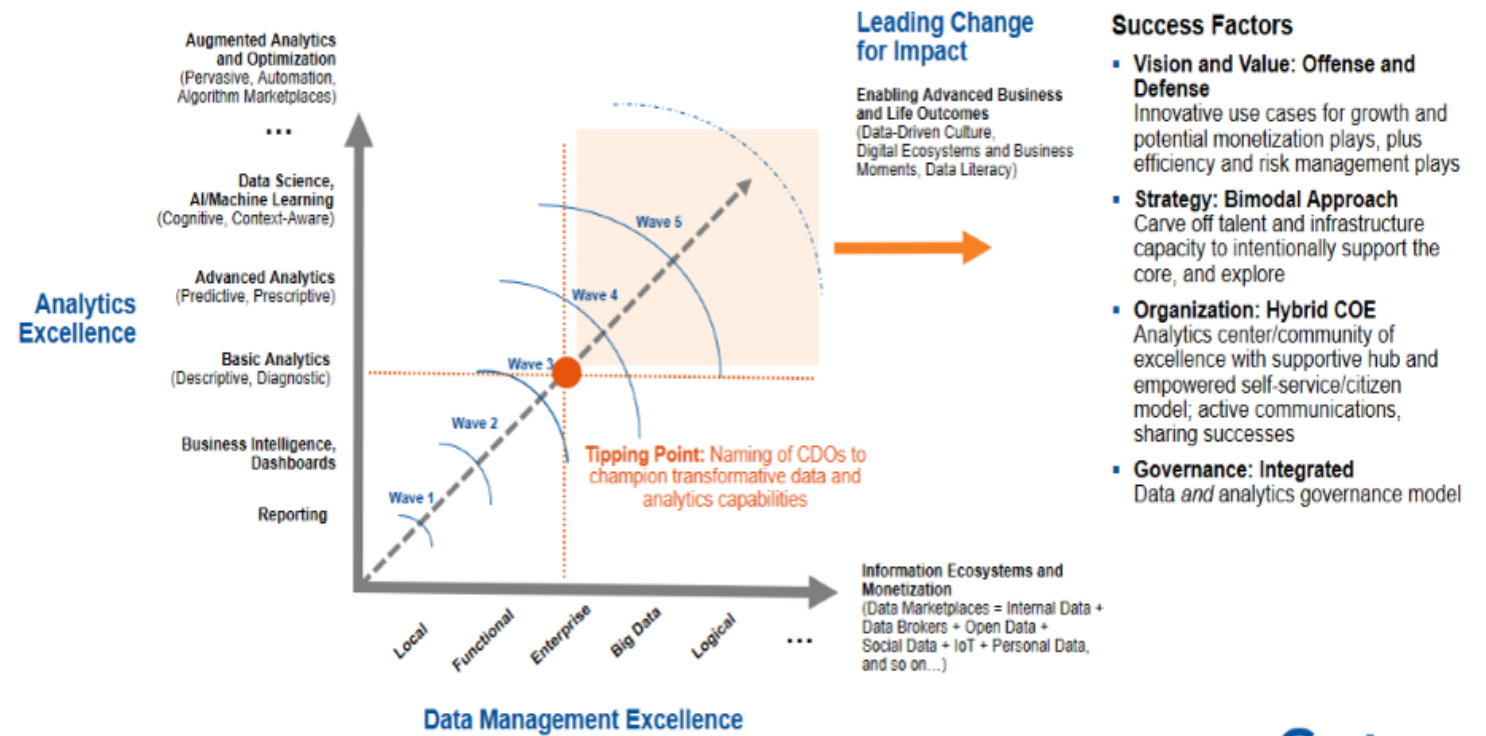 Augmented Analytics
and Optimization
(Pervasive, Automation,
Algorithm Marketplaces)
...
Data Science,
AI/Machine Learning
(Cognitive, Context-Aware)
Advanced Analytics
(Predictive, Prescriptive)
Analytics
Excellence
Basic Analytics
(Descriptive, Diagnostic)
Business Intelligence,
Dashboards
Reporting
Wave 1
Wave 2
Wave 3
Wave 4
Wave 5
Tipping Point: Naming of CDOs to
champion transformative data and
analytics capabilities
Local
Functional
Enterprise
Big Data
Logical
...
Data Management Excellence
Leading Change
for Impact
Enabling Advanced Business
and Life Outcomes
(Data-Driven Culture,
Digital Ecosystems and Business
Moments, Data Literacy)
Information Ecosystems and
Monetization
(Data Marketplaces = Internal Data +
Data Brokers + Open Data +
Social Data + IoT + Personal Data,
and so on...)
Success Factors
▪ Vision and Value: Offense and
Defense
Innovative use cases for growth and
potential monetization plays, plus
efficiency and risk management plays
▪ Strategy: Bimodal Approach
Carve off talent and infrastructure
capacity to intentionally support the
core, and explore
▪ Organization: Hybrid COE
Analytics center/community of
excellence with supportive hub and
empowered self-service/citizen
model; active communications,
sharing successes
▪ Governance: Integrated
Data and analytics governance model